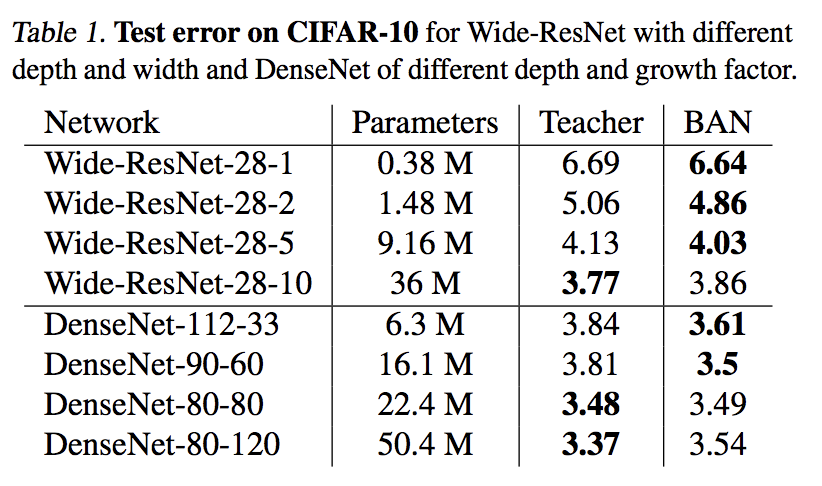 Table 1. Test error on CIFAR-10 for Wide-ResNet with different
depth and width and DenseNet of different depth and growth factor.
Network Parameters Teacher BAN
Wide-ResNet-28-1 0.38 M 6.69 6.64
Wide-ResNet-28-2 1.48 M 5.06 4.86
Wide-ResNet-28-5 9.16 M 4.13 4.03
Wide-ResNet-28-10 36 M 3.77 3.86
DenseNet-112-33 6.3 M 3.84 3.61
DenseNet-90-60 16.1 M 3.81 3.5
DenseNet-80-80 22.4 M 3.48 3.49
DenseNet-80-120 50.4 M 3.37 3.54